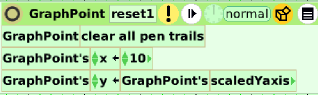 GraphPoint reset1 ! normal
GraphPoint clear all pen trails
GraphPoint's x ← 10
GraphPoint's y ← GraphPoint's scaledYaxis